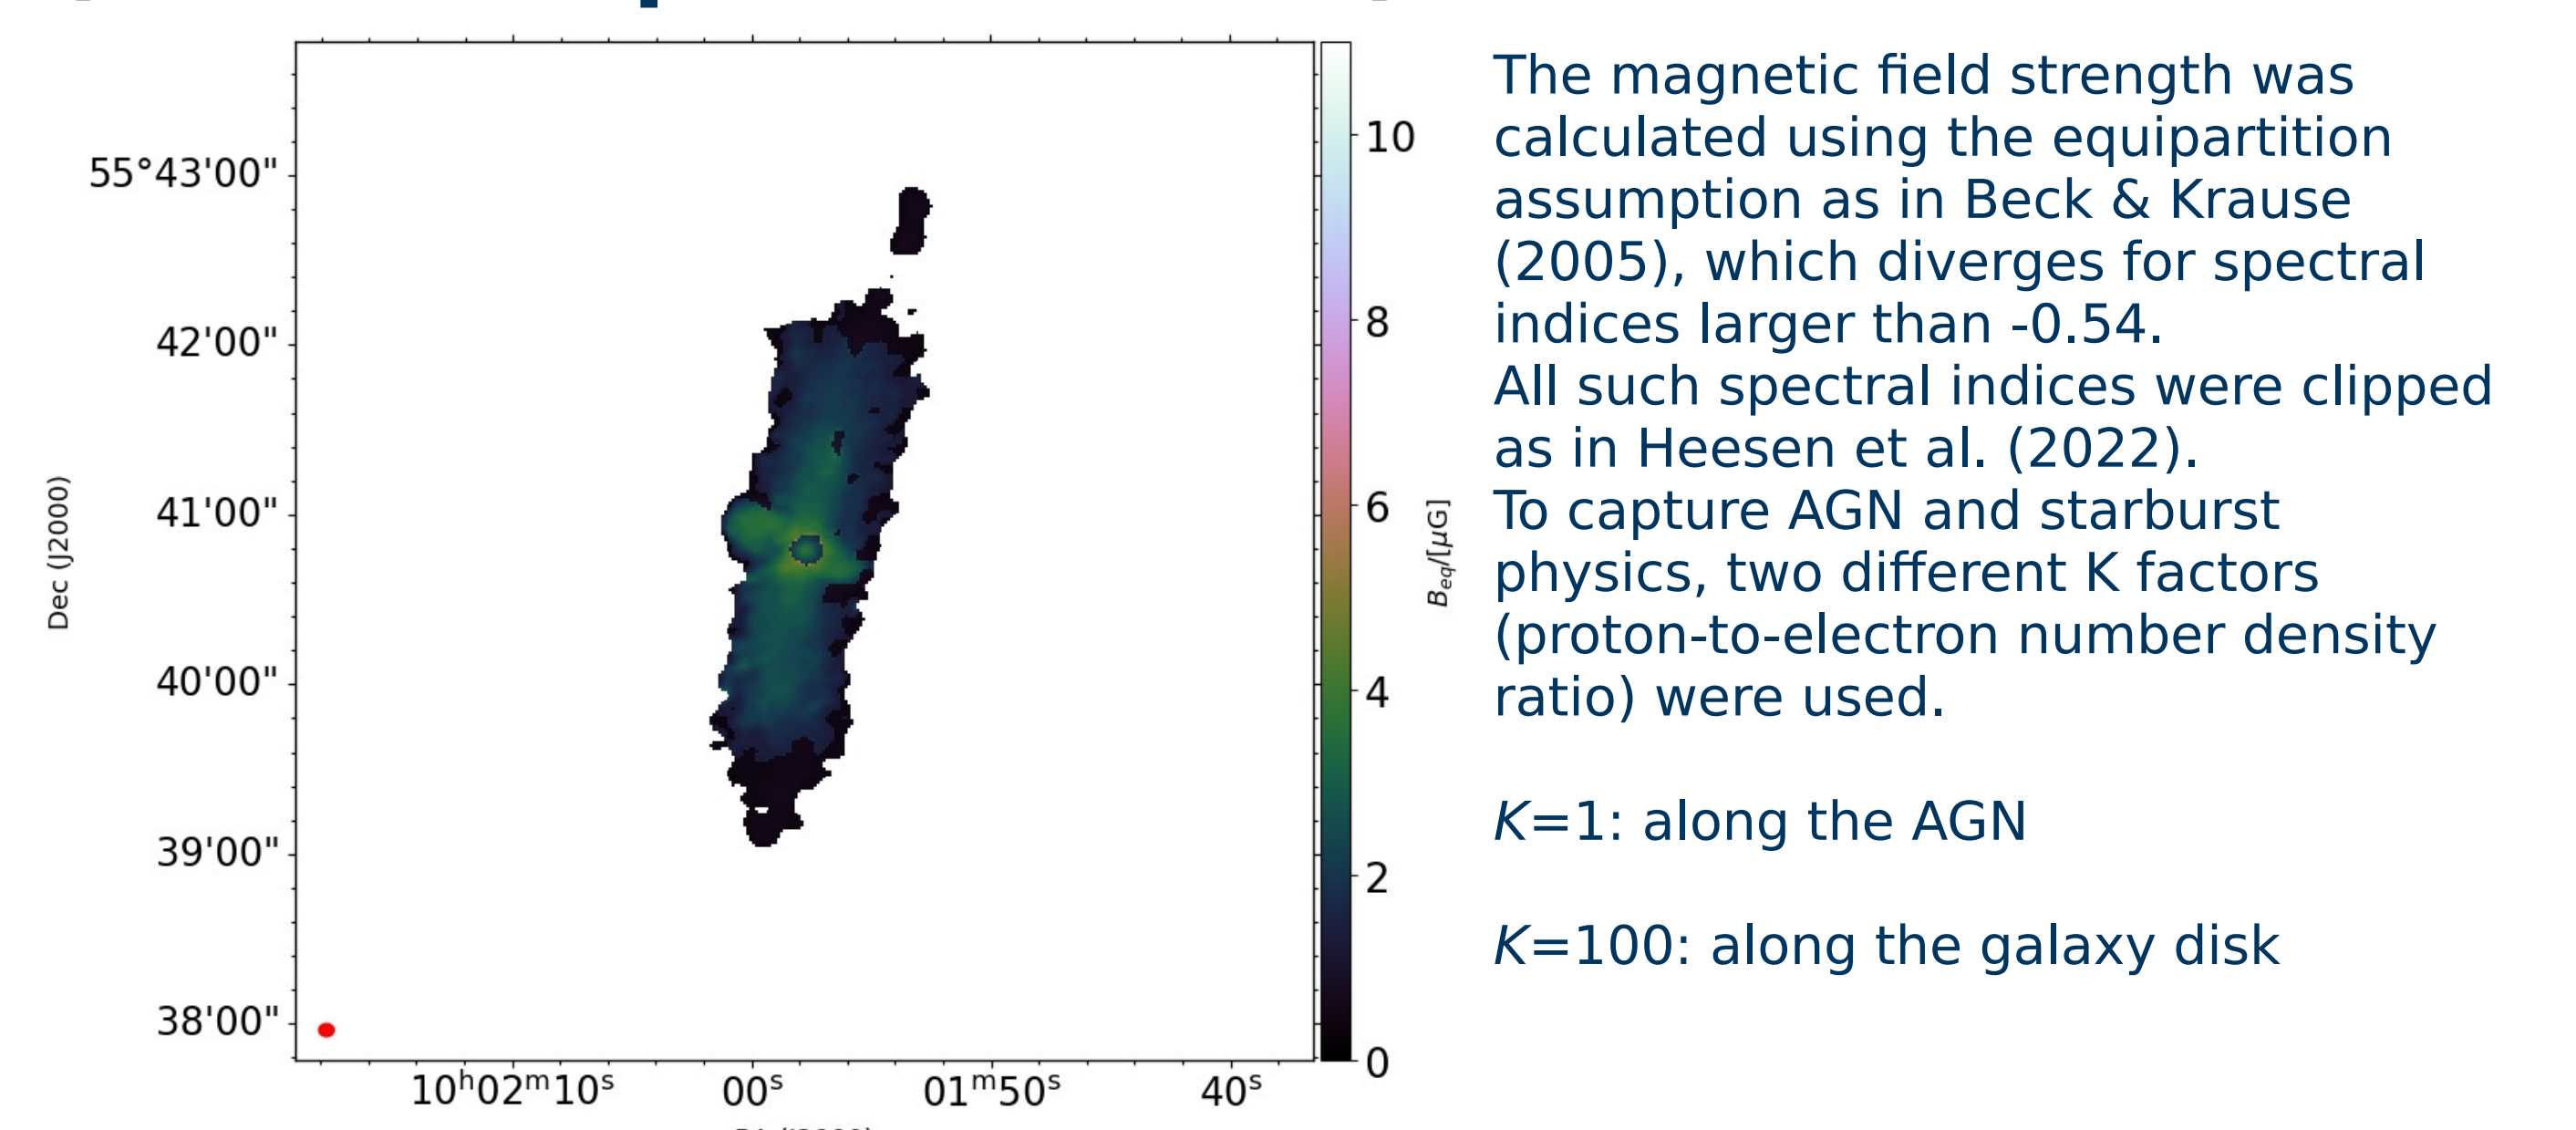 55°43'00"
42'00"
41'00"
40'00"
39'00"
38'00"
Dec (J2000)
10ʰ02ᵐ10ˢ
00ˢ
01ᵐ50ˢ
40ˢ
10
8
6
4
2
0
B_eq/[μG]
The magnetic field strength was
calculated using the equipartition
assumption as in Beck & Krause
(2005), which diverges for spectral
indices larger than -0.54.
All such spectral indices were clipped
as in Heesen et al. (2022).
To capture AGN and starburst
physics, two different K factors
(proton-to-electron number density
ratio) were used.
K=1: along the AGN
K=100: along the galaxy disk